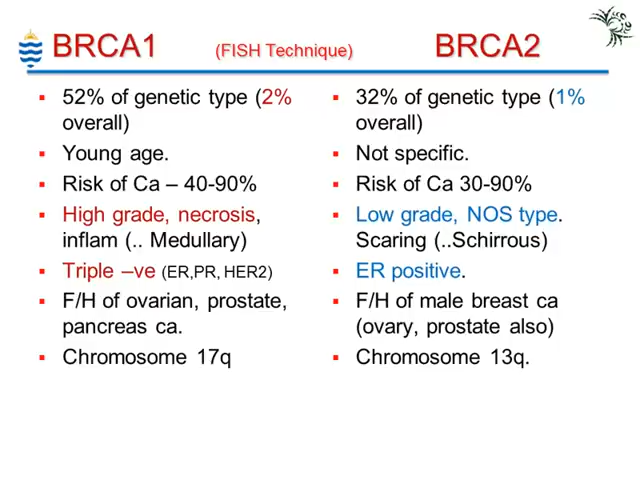 BRCA1 (FISH Technique) BRCA2
▪ 52% of genetic type (2%
overall)
▪ Young age.
▪ Risk of Ca – 40-90%
▪ High grade, necrosis,
inflam (.. Medullary)
▪ Triple –ve (ER,PR, HER2)
▪ F/H of ovarian, prostate,
pancreas ca.
▪ Chromosome 17q
▪ 32% of genetic type (1%
overall)
▪ Not specific.
▪ Risk of Ca 30-90%
▪ Low grade, NOS type.
Scaring (..Schirrous)
▪ ER positive.
▪ F/H of male breast ca
(ovary, prostate also)
▪ Chromosome 13q.